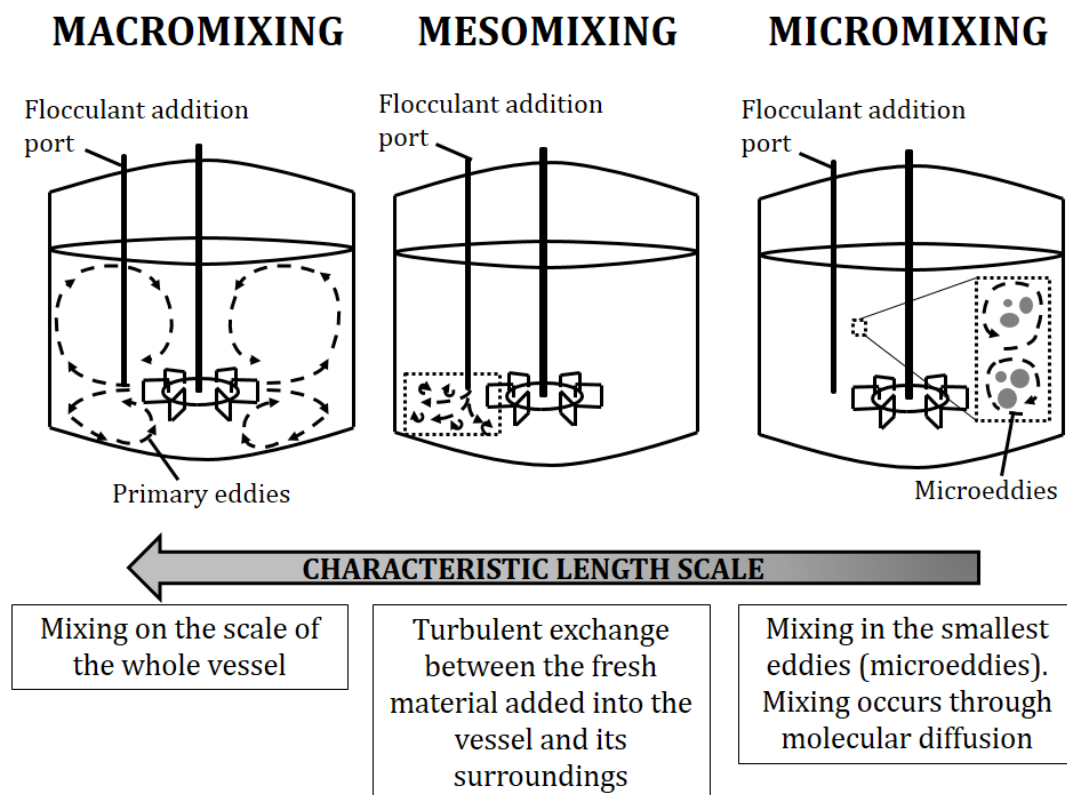 MACROMIXING
MESOMIXING
MICROMIXING
Flocculant addition
port
Flocculant addition
port
Flocculant addition
port
Primary eddies
Microeddies
CHARACTERISTIC LENGTH SCALE
Mixing on the scale of
the whole vessel
Turbulent exchange
between the fresh
material added into the
vessel and its
surroundings
Mixing in the smallest
eddies (microeddies).
Mixing occurs through
molecular diffusion